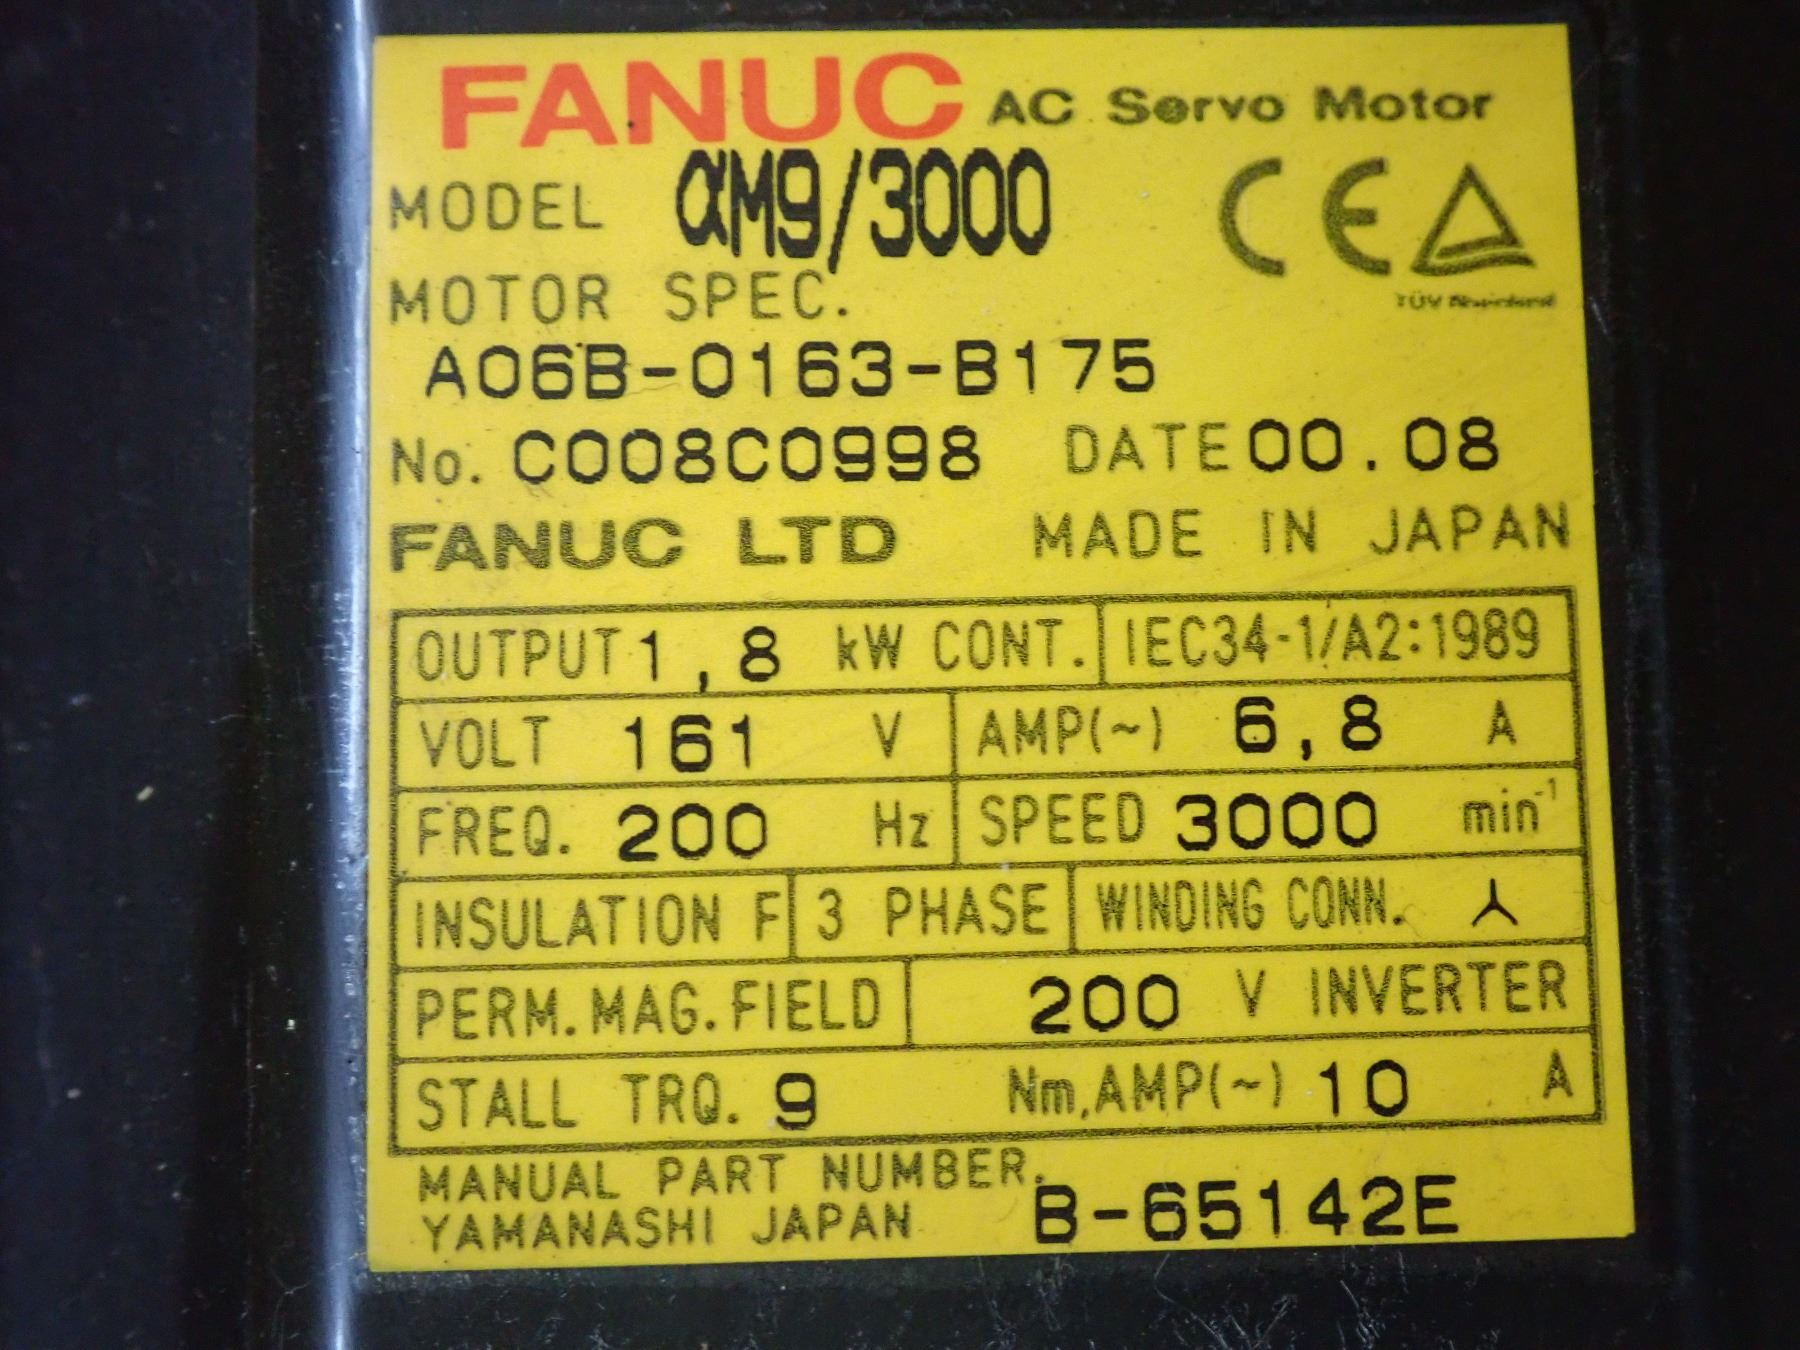 FANUC AC Servo Motor
MODEL αM9/3000
CE
TÜV Rheinland
MOTOR SPEC.
A06B-0163-B175
No. C008C0998 DATE 00.08
FANUC LTD MADE IN JAPAN
OUTPUT 1,8 kW CONT. IEC34-1/A2:1989
VOLT 161 V AMP(~) 6,8 A
FREQ. 200 Hz SPEED 3000 min⁻¹
INSULATION F 3 PHASE WINDING CONN.
PERM.MAG.FIELD 200 V INVERTER
STALL TRQ. 9 Nm,AMP(~) 10 A
MANUAL PART NUMBER. B-65142E
YAMANASHI JAPAN